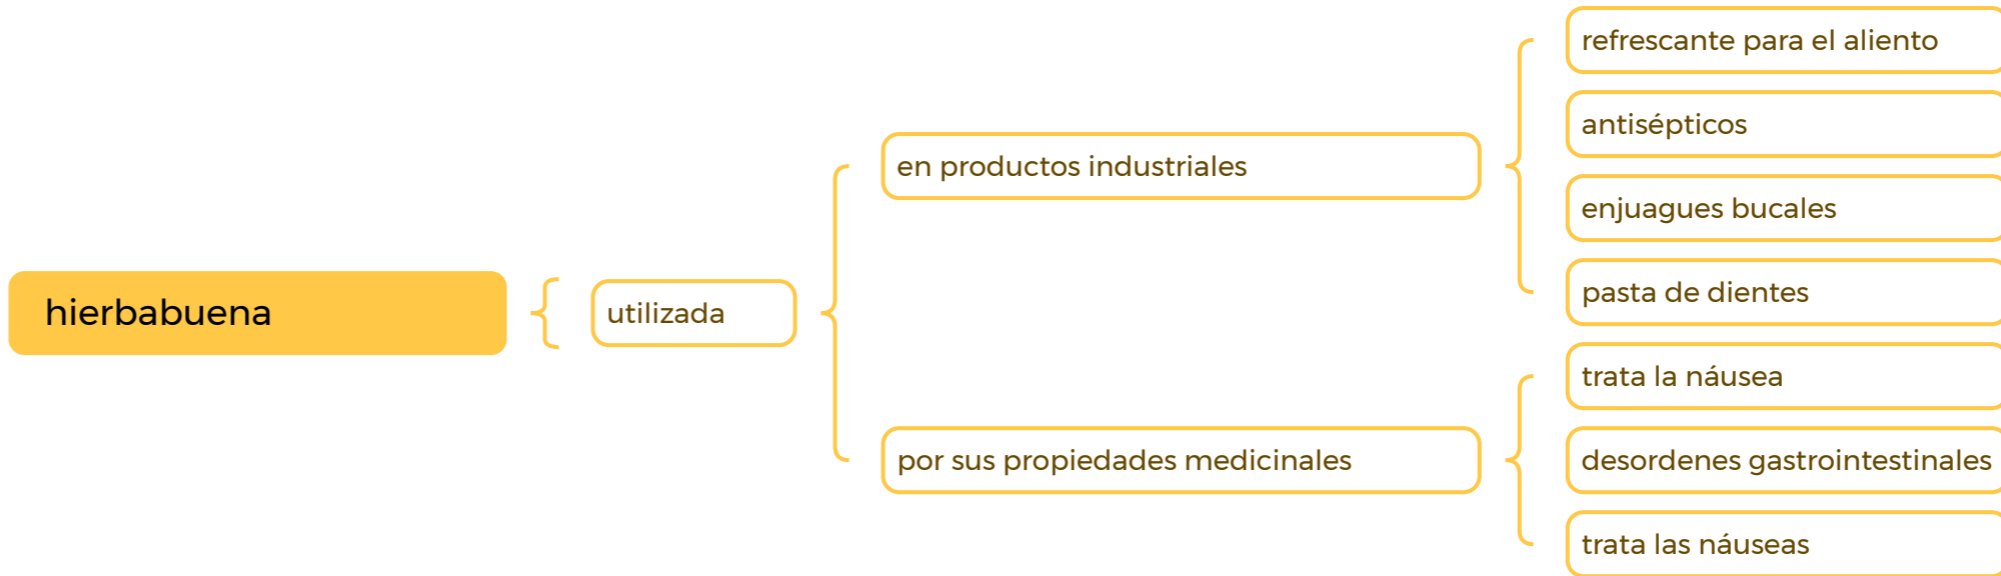 hierbabuena
utilizada
en productos industriales
refrescante para el aliento
antisépticos
enjuagues bucales
pasta de dientes
por sus propiedades medicinales
trata la náusea
desordenes gastrointestinales
trata las náuseas